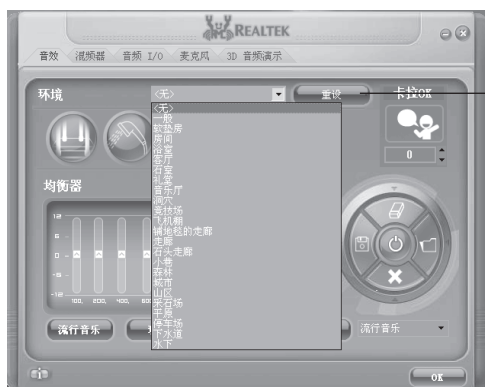 REALTEK
音效 混频器 音频 I/O 麦克风 3D 音频演示
环境 <无> 重设 卡拉OK
<无>
一般
软垫房
房间
浴室
客厅
石室
礼堂
音乐厅
洞穴
竞技场
飞机棚
铺地毯的走廊
走廊
石头走廊
小巷
森林
城市
山区
采石场
平原
停车场
下水道
水下
0
均衡器
流行音乐
流行音乐
OK